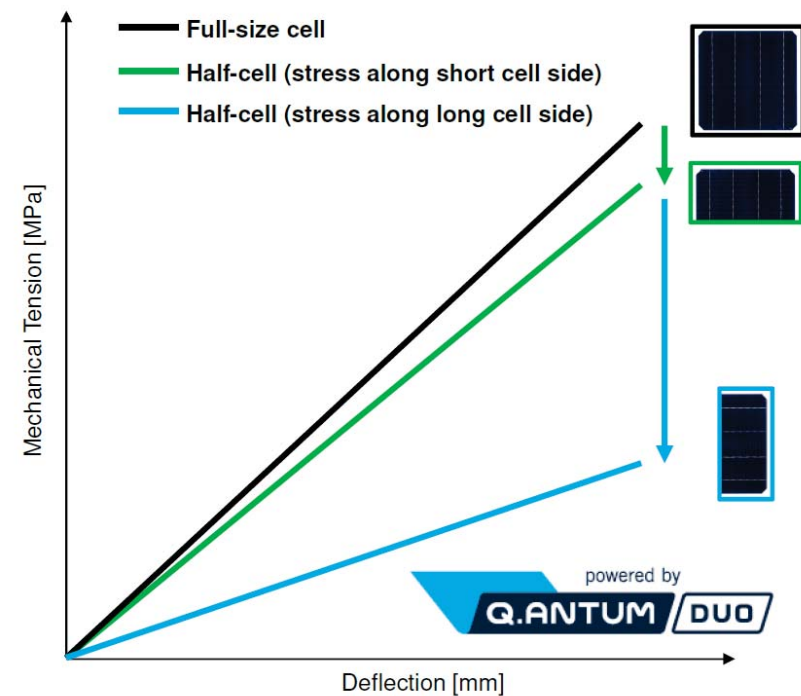 Full-size cell
Half-cell (stress along short cell side)
Half-cell (stress along long cell side)
Mechanical Tension [MPa]
powered by
Q.ANTUM DUO
Deflection [mm]